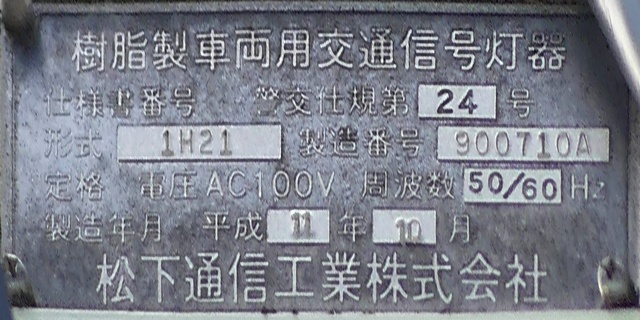 樹脂製車両用交通信号灯器
仕様書番号 警交仕規第 24 号
形式 1H21 製造番号 900710A
定格 電圧AC100V 周波数 50/60 Hz
製造年月 平成 11 年 10 月
松下通信工業株式会社